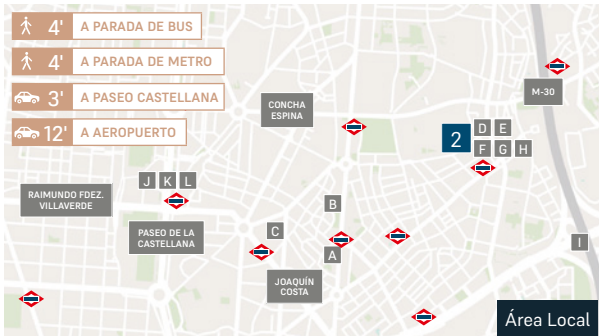 4' A PARADA DE BUS
4' A PARADA DE METRO
3' A PASEO CASTELLANA
12' A AEROPUERTO
M-30
CONCHA
ESPINA
2
D E
F G H
J K L
RAIMUNDO FDEZ.
VILLAVERDE
B
PASEO DE LA
CASTELLANA
C
A
I
JOAQUÍN
COSTA
Área Local